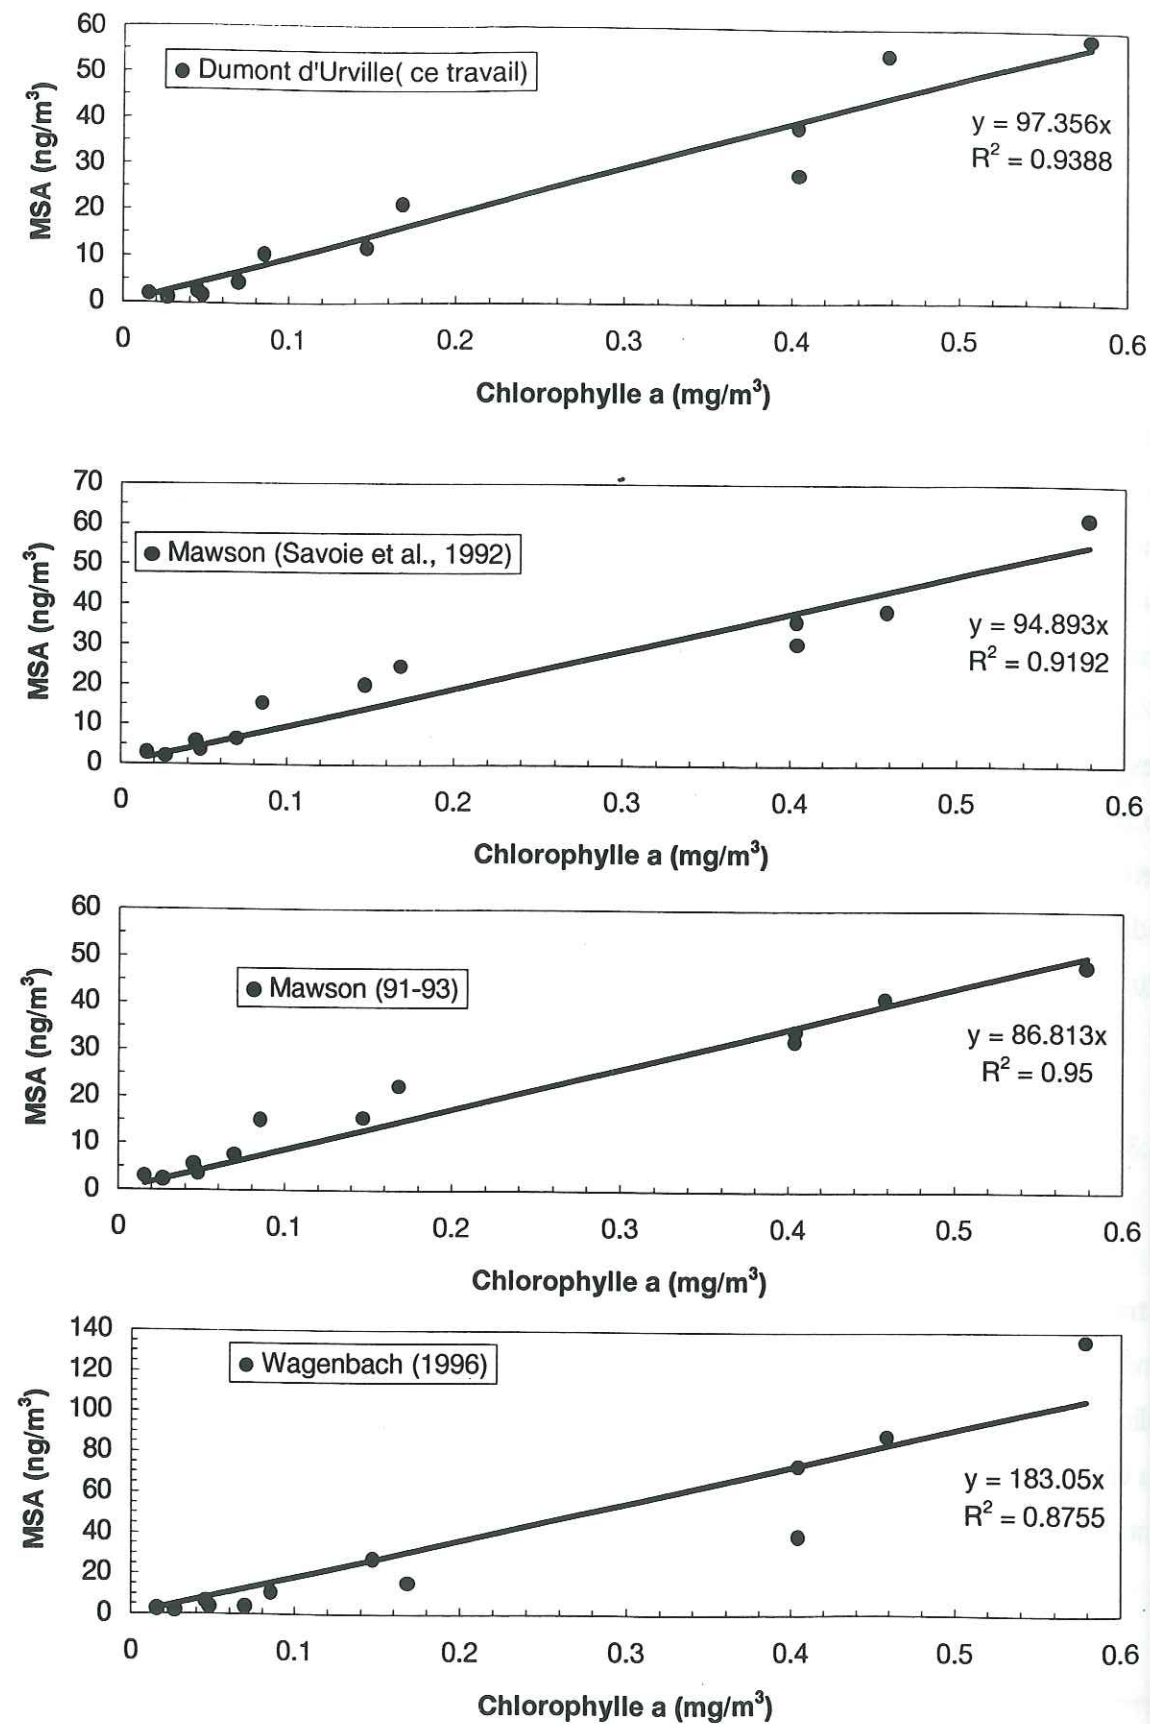 60
50
40
30
20
10
0
MSA (ng/m³)
Dumont d'Urville( ce travail)
y = 97.356x
R² = 0.9388
0 0.1 0.2 0.3 0.4 0.5 0.6
Chlorophylle a (mg/m³)
70
60
50
40
30
20
10
0
MSA (ng/m³)
Mawson (Savoie et al., 1992)
y = 94.893x
R² = 0.9192
0 0.1 0.2 0.3 0.4 0.5 0.6
Chlorophylle a (mg/m³)
60
50
40
30
20
10
0
MSA (ng/m³)
Mawson (91-93)
y = 86.813x
R² = 0.95
0 0.1 0.2 0.3 0.4 0.5 0.6
Chlorophylle a (mg/m³)
140
120
100
80
60
40
20
0
MSA (ng/m³)
Wagenbach (1996)
y = 183.05x
R² = 0.8755
0 0.1 0.2 0.3 0.4 0.5 0.6
Chlorophylle a (mg/m³)